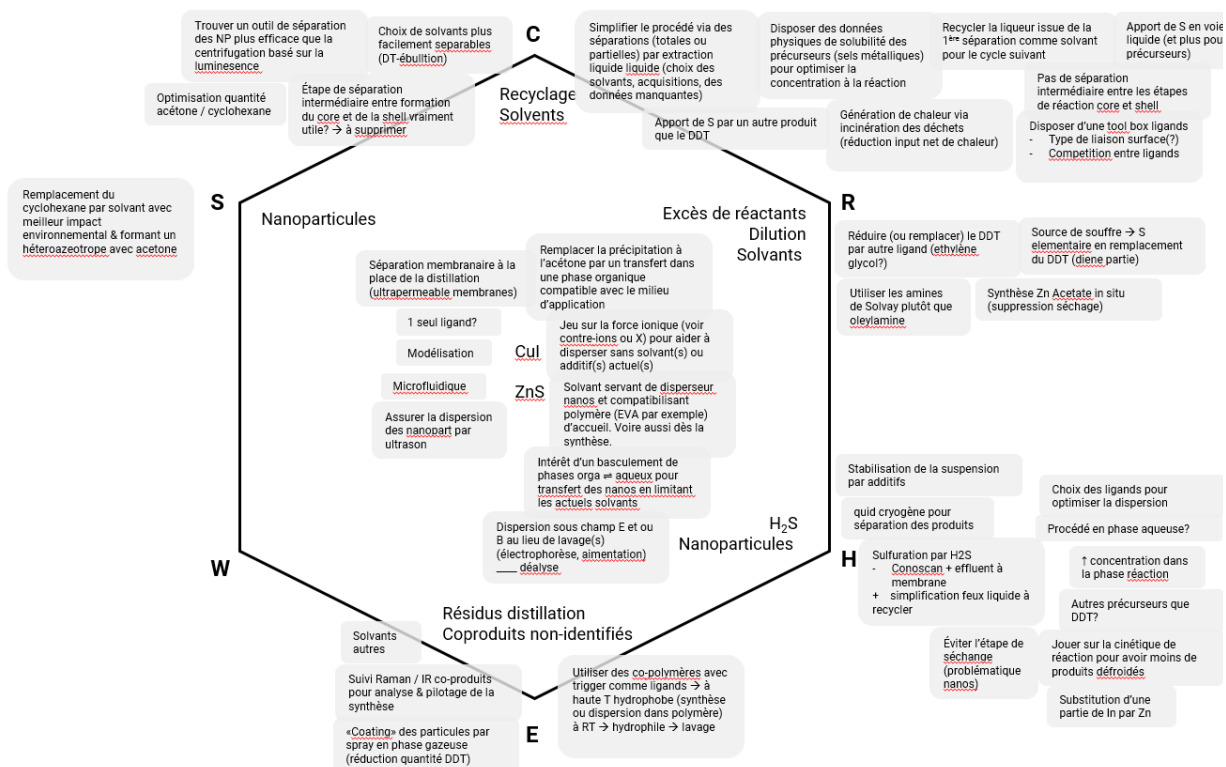 Trouver un outil de séparation
des NP plus efficace que la
centrifugation basé sur la
luminesence
Choix de solvants plus
facilement separables
(DT-ébulltion)
C
Simplifier le procédé via des
séparations (totales ou
partielles) par extraction
liquide liquide (choix des
solvants, acquisitions, des
données manquantes)
Disposer des données
physiques de solubilité des
précurseurs (sels métalliques)
pour optimiser la
concentration à la réaction
Recycler la liqueur issue de la
1ère séparation comme solvant
pour le cycle suivant
Apport de S en voie
liquide (et plus pou
précurseurs)
Optimisation quantité
acétone / cyclohexane
Étape de séparation
intermédiaire entre formation
du core et de la shell vraiment
utile? → à supprimer
Recyclage
Solvents
Apport de S par un autre produit
que le DDT
Génération de chaleur via
incinération des déchets
(réduction input net de chaleur)
Pas de séparation
intermédiaire entre les étapes
de réaction core et shell
Disposer d'une tool box ligands
- Type de liaison surface(?)
- Competition entre ligands
Remplacement du
cyclohexane par solvant avec
meilleur impact
environnemental & formant un
héteroazeotrope avec acetone
S
Nanoparticules
Excès de réactants
Dilution
Solvants
R
Réduire (ou remplacer) le DDT
par autre ligand (ethylène
glycol?)
Source de souffre → S
elementaire en remplacement
du DDT (diene partie)
Utiliser les amines
de Solvay plutôt que
oleylamine
Synthèse Zn Acetate in situ
(suppression séchage)
Séparation membranaire à la
place de la distillation
(ultrapermeable membranes)
Remplacer la précipitation à
l'acétone par un transfert dans
une phase organique
compatible avec le milieu
d'application
1 seul ligand?
Modélisation
CuI
Jeu sur la force ionique (voir
contre-ions ou X) pour aider à
disperser sans solvant(s) ou
additif(s) actuel(s)
Microfluidique
ZnS
Solvant servant de disperseur
nanos et compatibilisant
polymère (EVA par exemple)
d'accueil. Voire aussi dès la
synthèse.
Assurer la dispersion
des nanopart par
ultrason
Intérêt d'un basculement de
phases orga ⇌ aqueux pour
transfert des nanos en limitant
les actuels solvants
Dispersion sous champ E et ou
B au lieu de lavage(s)
(électrophorèse, aimentation)
____ déalyse
H2S
Nanoparticules
Stabilisation de la suspension
par additifs
quid cryogène pour
séparation des produits
Choix des ligands pour
optimiser la dispersion
Procédé en phase aqueuse?
H
Sulfuration par H2S
- Conoscan + effluent à
membrane
+ simplification feux liquide à
recycler
↑ concentration dans
la phase réaction
Autres précurseurs que
DDT?
Éviter l'étape de
séchange
(problématique
nanos)
Jouer sur la cinétique de
réaction pour avoir moins de
produits défroidés
Substitution d'une
partie de In par Zn
W
Résidus distillation
Coproduits non-identifiés
Solvants
autres
Suivi Raman / IR co-produits
pour analyse & pilotage de la
synthèse
«Coating» des particules par
spray en phase gazeuse
(réduction quantité DDT)
E
Utiliser des co-polymères avec
trigger comme ligands → à
haute T hydrophobe (synthèse
ou dispersion dans polymère)
à RT → hydrophile → lavage